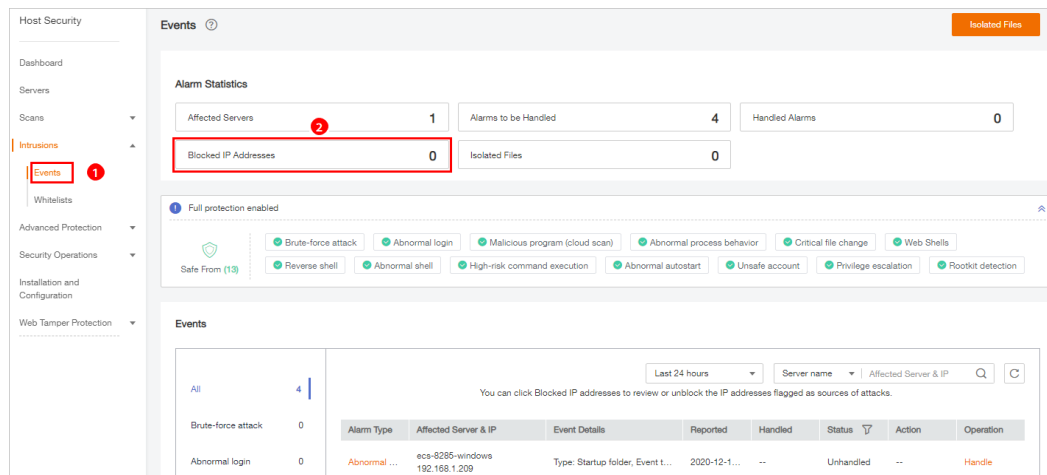 Host Security
Dashboard
Servers
Scans
Intrusions
Events
1
Whitelists
Advanced Protection
Security Operations
Installation and
Configuration
Web Tamper Protection
Events ?
Isolated Files
Alarm Statistics
Affected Servers 1
Alarms to be Handled 4
Handled Alarms 0
2
Blocked IP Addresses 0
Isolated Files 0
! Full protection enabled
Safe From (13)
Brute-force attack Abnormal login Malicious program (cloud scan) Abnormal process behavior Critical file change Web Shells
Reverse shell Abnormal shell High-risk command execution Abnormal autostart Unsafe account Privilege escalation Rootkit detection
Events
All 4
Brute-force attack 0
Abnormal login 0
Last 24 hours Server name Affected Server & IP
You can click Blocked IP addresses to review or unblock the IP addresses flagged as sources of attacks.
Alarm Type Affected Server & IP Event Details Reported Handled Status Action Operation
Abnormal ... ecs-8285-windows Type: Startup folder, Event t... 2020-12-1... -- Unhandled -- Handle
192.168.1.209